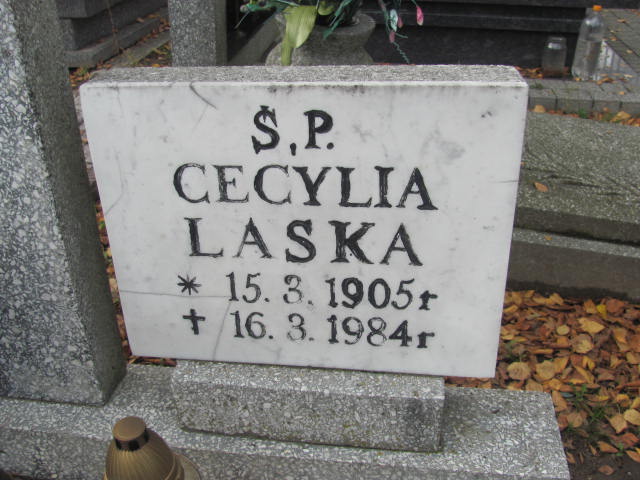 Ś.P.
CECYLIA
LASKA
* 15. 3. 1905r
✝ 16. 3. 1984r